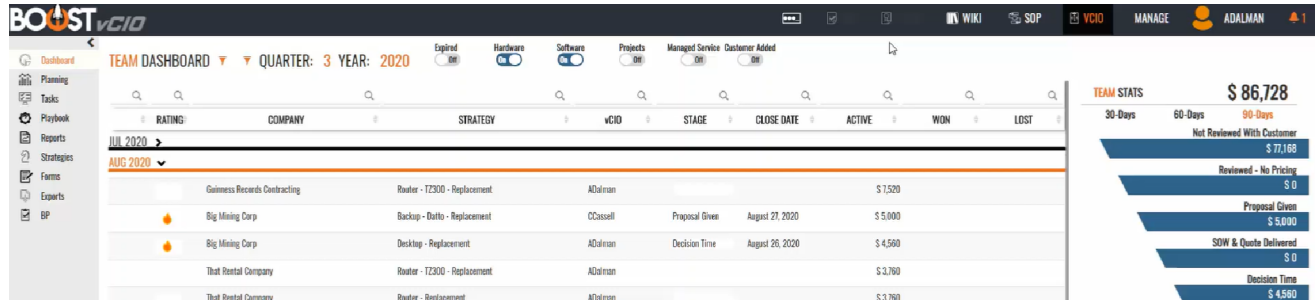 BOOST vCIO
WIKI SOP VCIO MANAGE ADALMAN 1
Dashboard
Planning
Tasks
Playbook
Reports
Strategies
Forms
Exports
BP
TEAM DASHBOARD QUARTER: 3 YEAR: 2020
Expired Hardware Software Projects Managed Service Customer Added
Off On On Off Off Off
RATING COMPANY STRATEGY vCIO STAGE CLOSE DATE ACTIVE WON LOST
JUL 2020
AUG 2020
Guinness Records Contracting Router - TZ300 - Replacement ADalman $ 7,520
Big Mining Corp Backup - Datto - Replacement CCassell Proposal Given August 27, 2020 $ 5,000
Big Mining Corp Desktop - Replacement ADalman Decision Time August 26, 2020 $ 4,560
That Rental Company Router - TZ300 - Replacement ADalman $ 3,760
That Rental Company Router - Replacement ADalman $ 3,760
TEAM STATS $ 86,728
30-Days 60-Days 90-Days
Not Reviewed With Customer
$ 77,168
Reviewed - No Pricing
$ 0
Proposal Given
$ 5,000
SOW & Quote Delivered
$ 0
Decision Time
$ 4,560